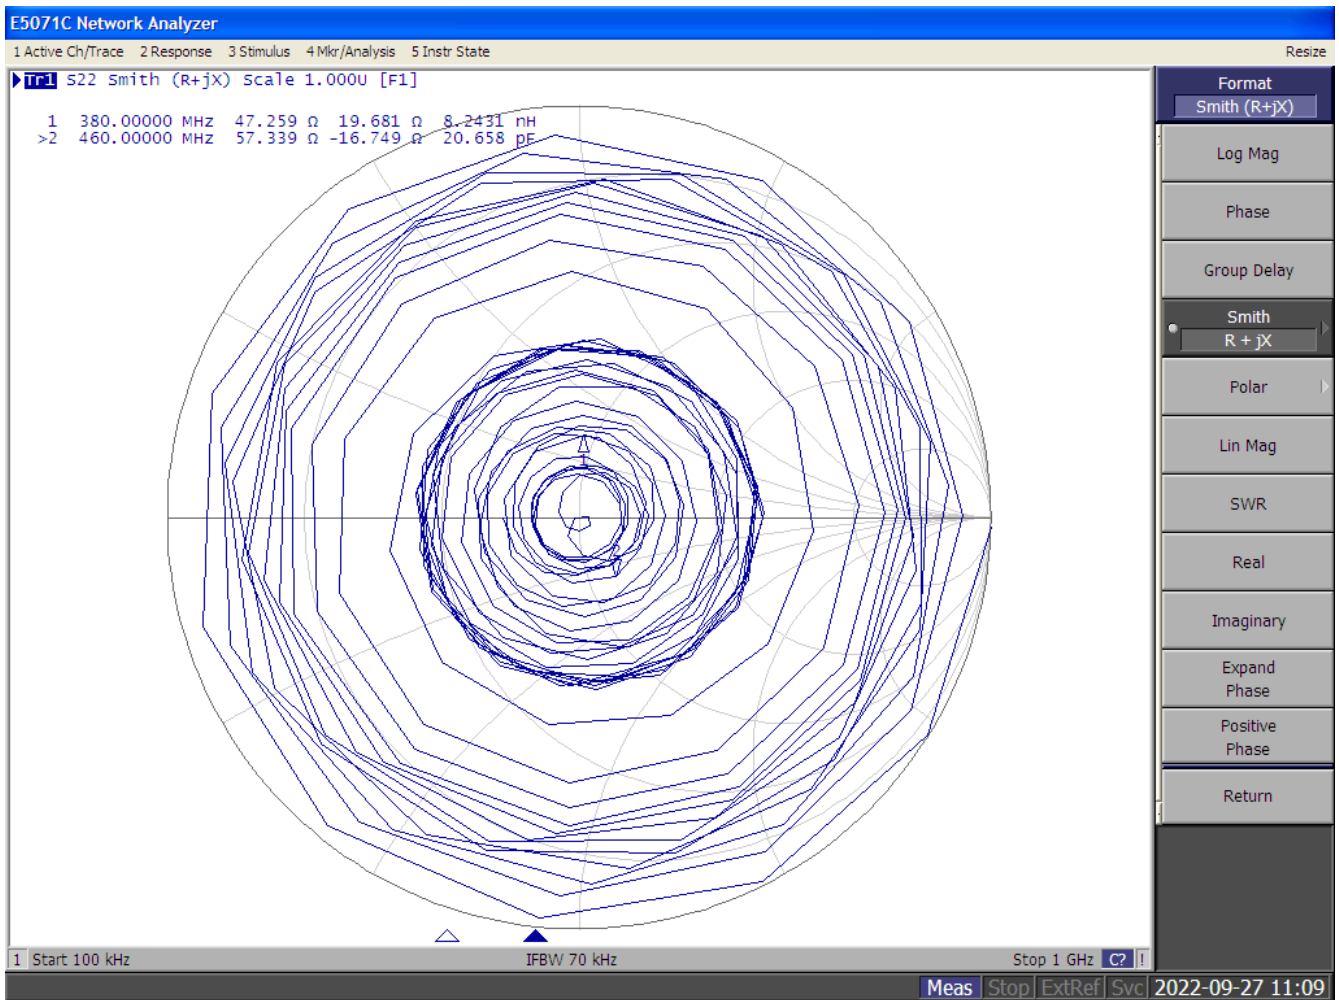 E5071C Network Analyzer
1 Active Ch/Trace 2 Response 3 Stimulus 4 Mkr/Analysis 5 Instr State Resize
Tr1 S22 Smith (R+jX) Scale 1.000U [F1]
1 380.00000 MHz 47.259 Ω 19.681 Ω 8.2431 nH
>2 460.00000 MHz 57.339 Ω -16.749 Ω 20.658 pF
1
2
Format
Smith (R+jX)
Log Mag
Phase
Group Delay
Smith
R + jX
Polar
Lin Mag
SWR
Real
Imaginary
Expand
Phase
Positive
Phase
Return
1 Start 100 kHz IFBW 70 kHz Stop 1 GHz C? !
Meas Stop ExtRef Svc 2022-09-27 11:09